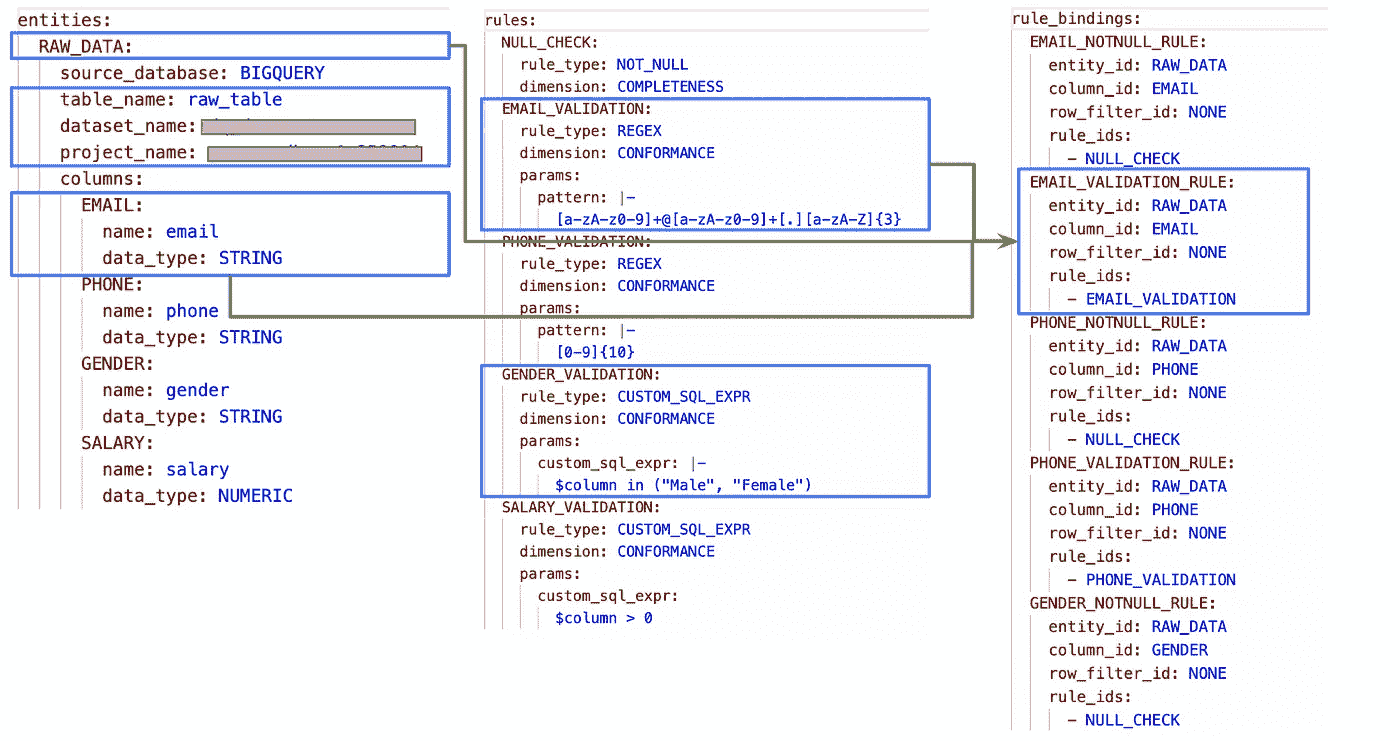 entities:
RAW_DATA:
source_database: BIGQUERY
table_name: raw_table
dataset_name:
project_name:
columns:
EMAIL:
name: email
data_type: STRING
PHONE:
name: phone
data_type: STRING
GENDER:
name: gender
data_type: STRING
SALARY:
name: salary
data_type: NUMERIC
rules:
NULL_CHECK:
rule_type: NOT_NULL
dimension: COMPLETENESS
EMAIL_VALIDATION:
rule_type: REGEX
dimension: CONFORMANCE
params:
pattern: |-
[a-zA-z0-9]+@[a-zA-z0-9]+[.][a-zA-Z]{3}
PHONE_VALIDATION:
rule_type: REGEX
dimension: CONFORMANCE
params:
pattern: |-
[0-9]{10}
GENDER_VALIDATION:
rule_type: CUSTOM_SQL_EXPR
dimension: CONFORMANCE
params:
custom_sql_expr: |-
$column in ("Male", "Female")
SALARY_VALIDATION:
rule_type: CUSTOM_SQL_EXPR
dimension: CONFORMANCE
params:
custom_sql_expr:
$column > 0
rule_bindings:
EMAIL_NOTNULL_RULE:
entity_id: RAW_DATA
column_id: EMAIL
row_filter_id: NONE
rule_ids:
- NULL_CHECK
EMAIL_VALIDATION_RULE:
entity_id: RAW_DATA
column_id: EMAIL
row_filter_id: NONE
rule_ids:
- EMAIL_VALIDATION
PHONE_NOTNULL_RULE:
entity_id: RAW_DATA
column_id: PHONE
row_filter_id: NONE
rule_ids:
- NULL_CHECK
PHONE_VALIDATION_RULE:
entity_id: RAW_DATA
column_id: PHONE
row_filter_id: NONE
rule_ids:
- PHONE_VALIDATION
GENDER_NOTNULL_RULE:
entity_id: RAW_DATA
column_id: GENDER
row_filter_id: NONE
rule_ids:
- NULL_CHECK